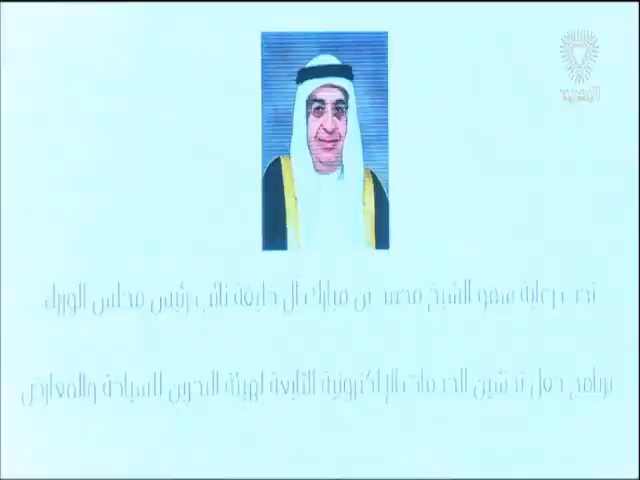 البحرين
تحت رعاية سمو الشيخ محمد بن مبارك آل خليفة نائب رئيس مجلس الوزراء
برنامج حفل تدشين الخدمات الإلكترونية التابعة لهيئة البحرين للسياحة والمعارض